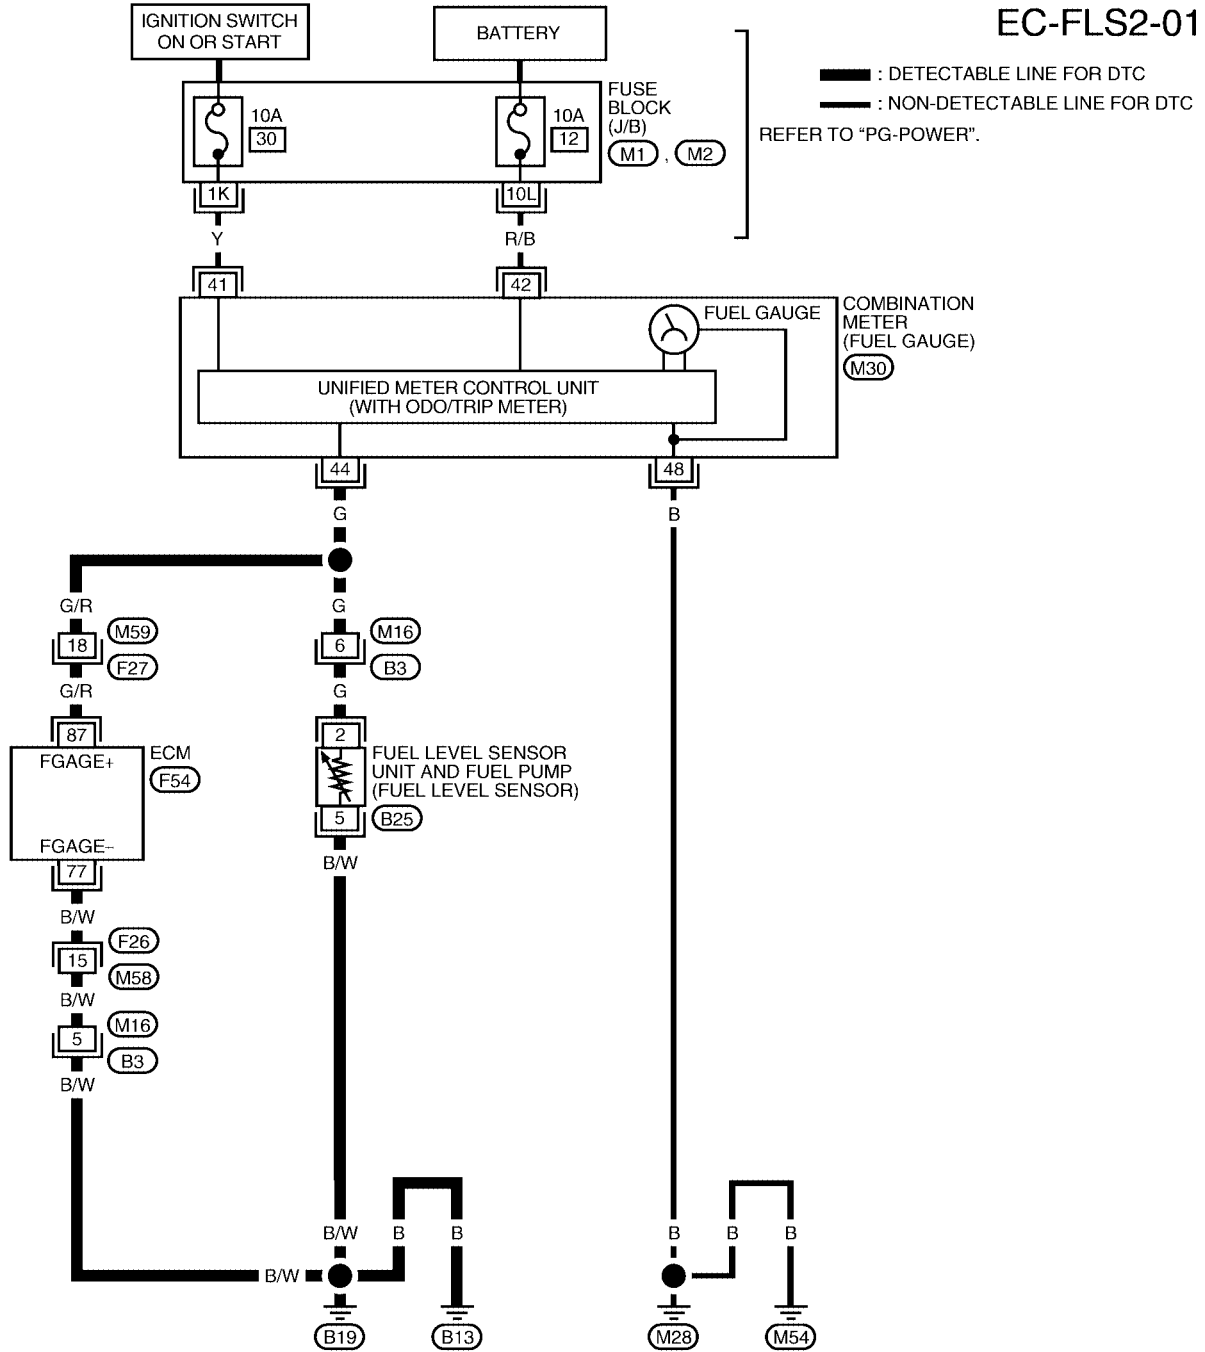 EC-FLS2-01
IGNITION SWITCH
ON OR START
BATTERY
: DETECTABLE LINE FOR DTC
: NON-DETECTABLE LINE FOR DTC
REFER TO “PG-POWER”.
10A
30
10A
12
FUSE
BLOCK
(J/B)
M1 , M2
1K
10L
Y
R/B
41
42
FUEL GAUGE
COMBINATION
METER
(FUEL GAUGE)
M30
UNIFIED METER CONTROL UNIT
(WITH ODO/TRIP METER)
44
48
G
B
G/R
G
18
M59
F27
6
M16
B3
G/R
G
87
FGAGE+
ECM
F54
FGAGE–
77
2
FUEL LEVEL SENSOR
UNIT AND FUEL PUMP
(FUEL LEVEL SENSOR)
5
B25
B/W
B/W
F26
15
M58
B/W
M16
5
B3
B/W
B/W
B
B
B
B
B
B/W
B19
B13
M28
M54